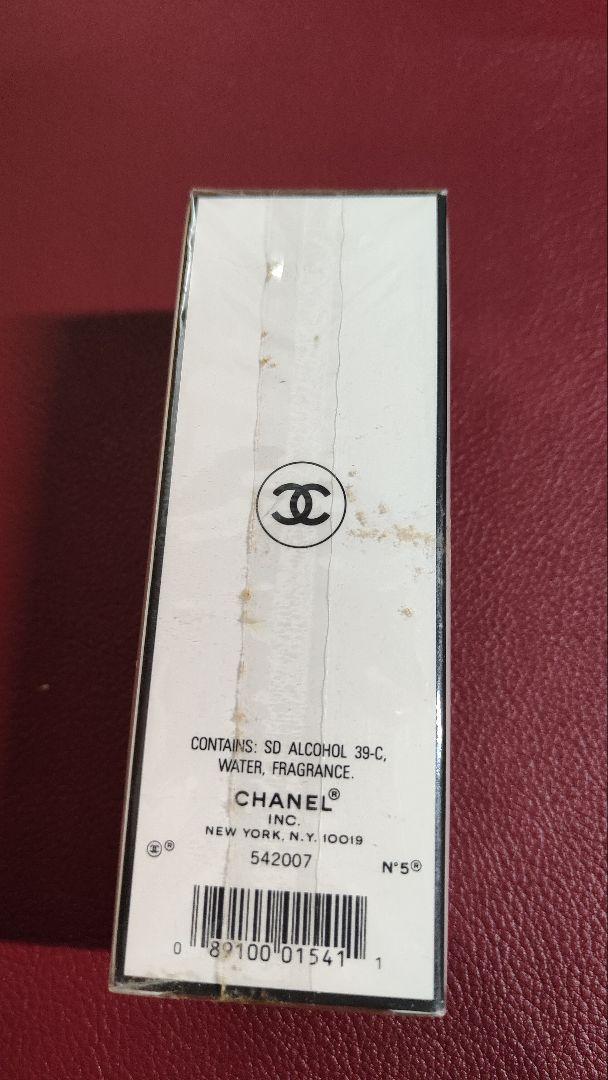 CONTAINS: SD ALCOHOL 39-C,
WATER, FRAGRANCE.
CHANEL®
INC.
NEW YORK, N.Y. 10019
®
542007
N°5®
0 89100 01541 1